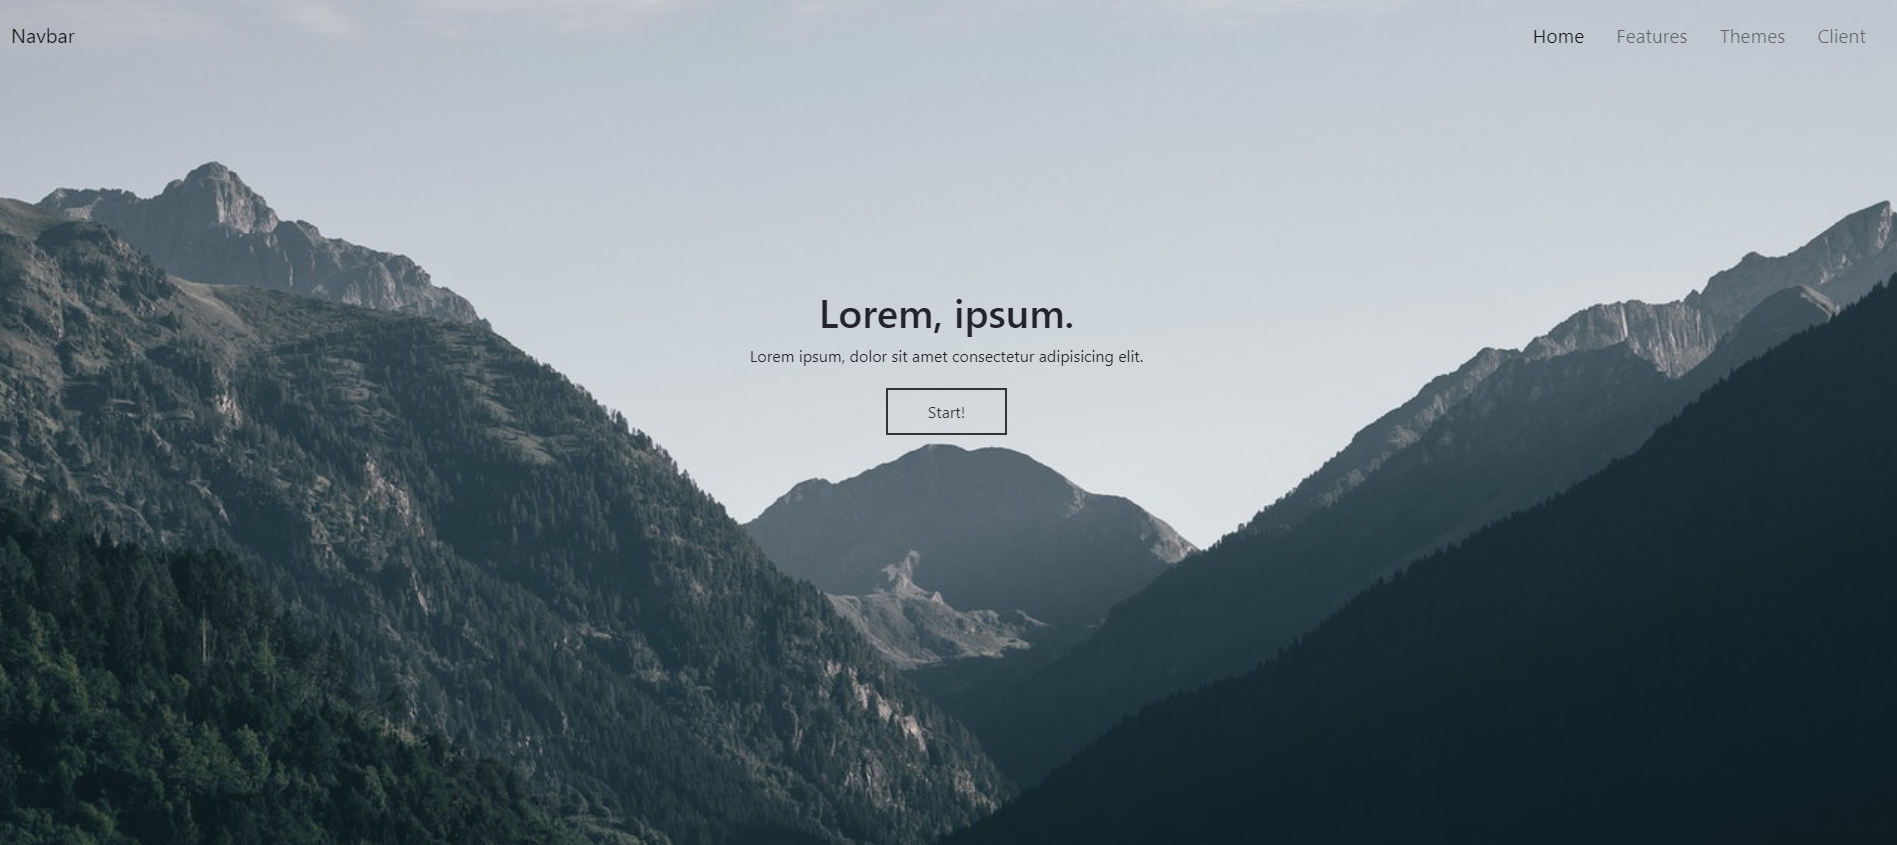 Navbar
Home Features Themes Client
Lorem, ipsum.
Lorem ipsum, dolor sit amet consectetur adipisicing elit.
Start!